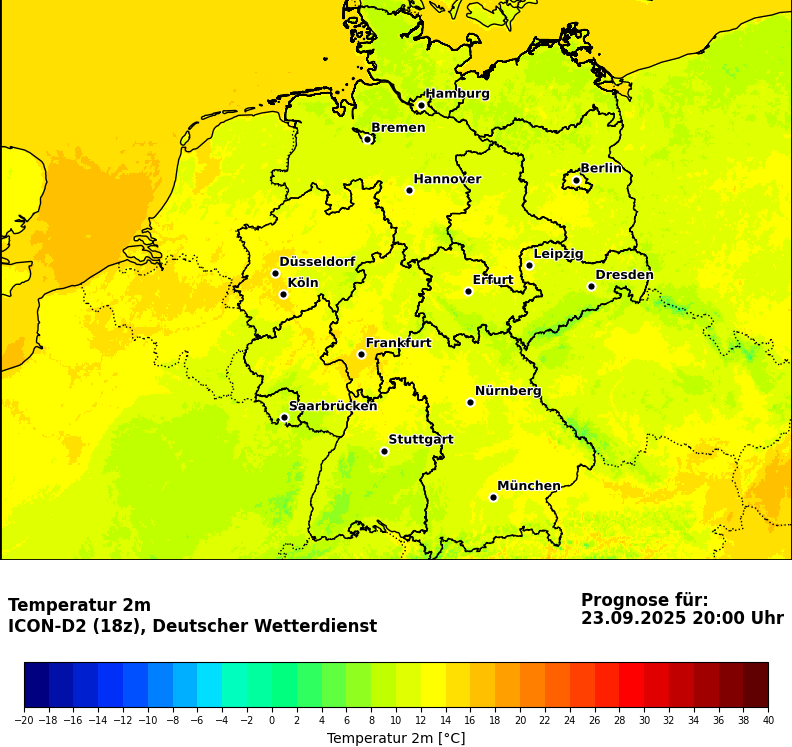 Hamburg
Bremen
Berlin
Hannover
Leipzig
Düsseldorf
Dresden
Erfurt
Köln
Frankfurt
Nürnberg
Saarbrücken
Stuttgart
München
Temperatur 2m
ICON-D2 (18z), Deutscher Wetterdienst
Prognose für:
23.09.2025 20:00 Uhr
−20 −18 −16 −14 −12 −10 −8 −6 −4 −2 0 2 4 6 8 10 12 14 16 18 20 22 24 26 28 30 32 34 36 38 40
Temperatur 2m [°C]